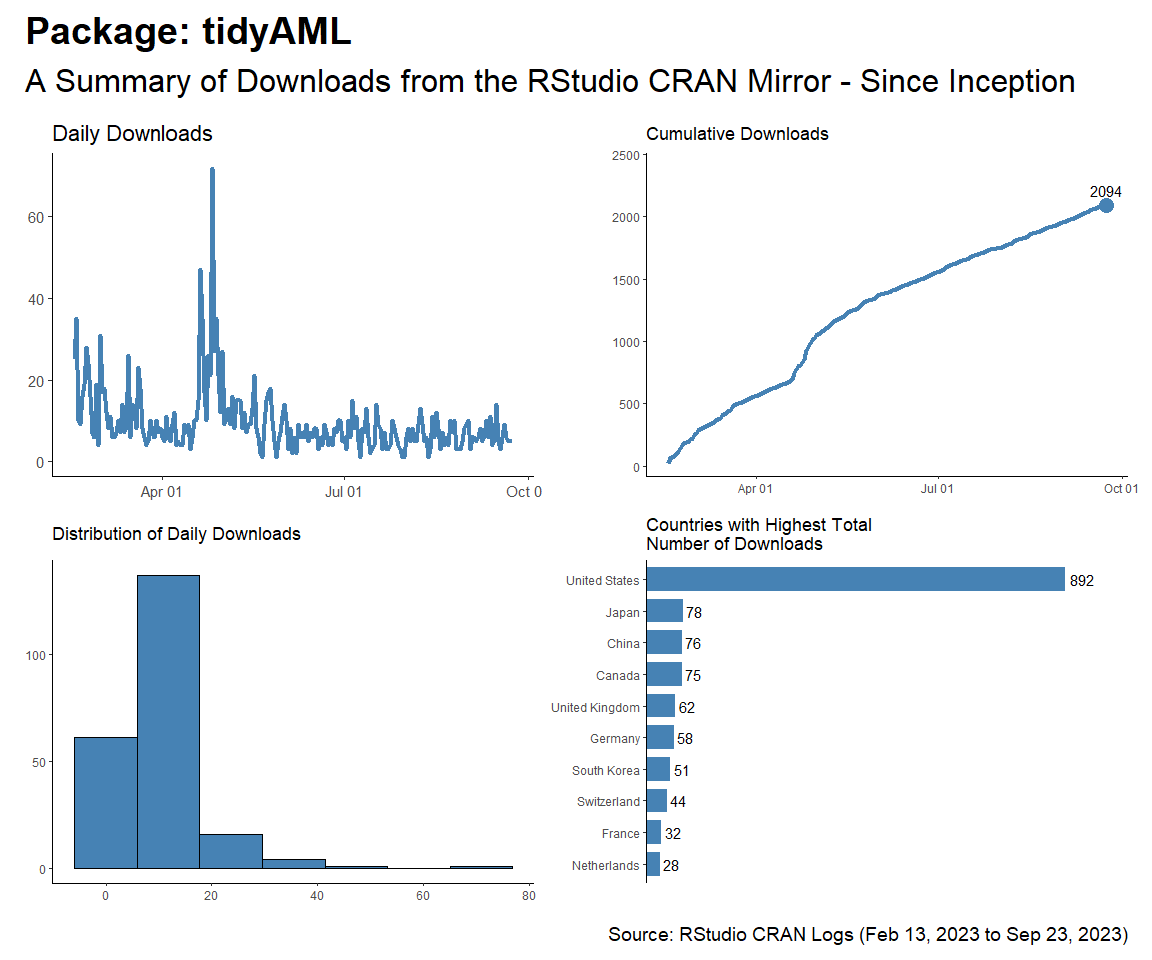 Package: tidyAML
A Summary of Downloads from the RStudio CRAN Mirror - Since Inception
Daily Downloads
60
40
20
0
Apr 01
Jul 01
Oct 0
Cumulative Downloads
2500
2000
1500
1000
500
0
2094
Apr 01
Jul 01
Oct 01
Distribution of Daily Downloads
100
50
0
0
20
40
60
80
Countries with Highest Total
Number of Downloads
United States 892
Japan 78
China 76
Canada 75
United Kingdom 62
Germany 58
South Korea 51
Switzerland 44
France 32
Netherlands 28
Source: RStudio CRAN Logs (Feb 13, 2023 to Sep 23, 2023)